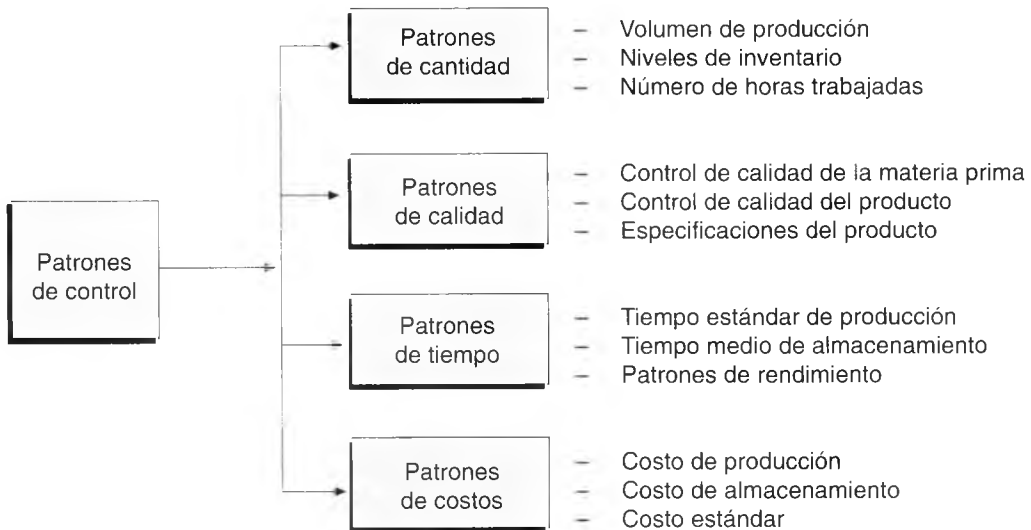 Patrones
de control
Patrones
de cantidad
– Volumen de producción
– Niveles de inventario
– Número de horas trabajadas
Patrones
de calidad
– Control de calidad de la materia prima
– Control de calidad del producto
– Especificaciones del producto
Patrones
de tiempo
– Tiempo estándar de producción
– Tiempo medio de almacenamiento
– Patrones de rendimiento
Patrones
de costos
– Costo de producción
– Costo de almacenamiento
– Costo estándar